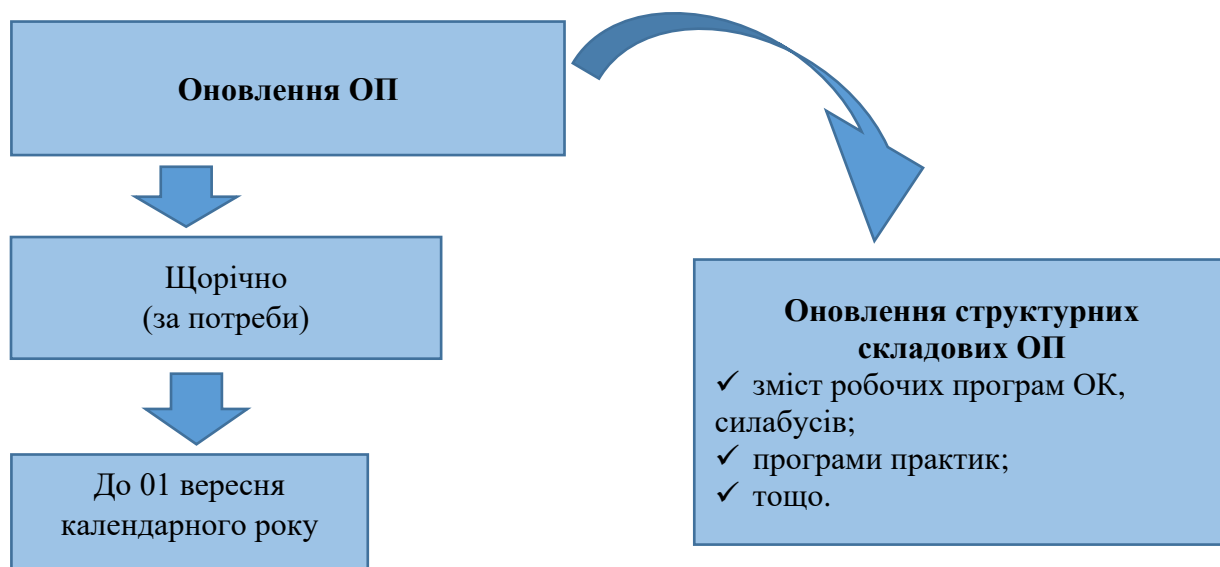 Оновлення ОП
Щорічно
(за потреби)
До 01 вересня
календарного року
Оновлення структурних
складових ОП
✓ зміст робочих програм ОК,
силабусів;
✓ програми практик;
✓ тощо.